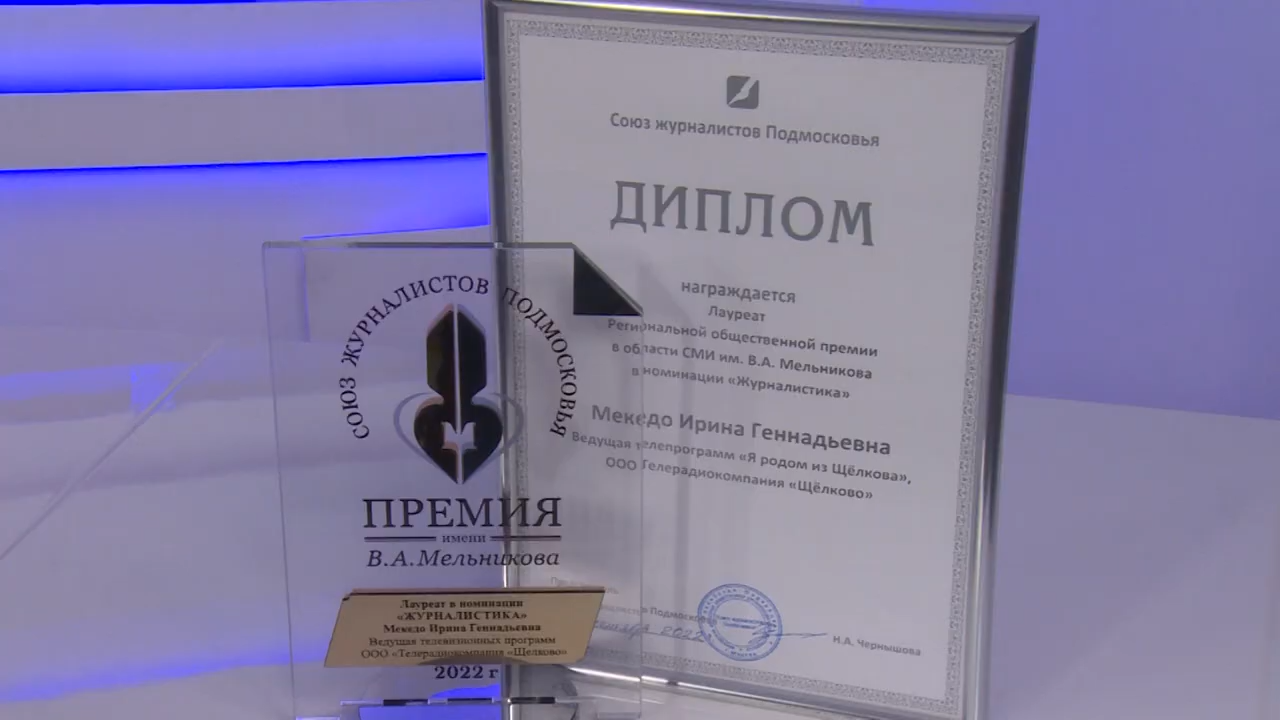 Союз журналистов Подмосковья
ДИПЛОМ
награждается
Лауреат
Региональной общественной премии
в области СМИ им. В.А. Мельникова
в номинации «Журналистика»
Мекедо Ирина Геннадьевна
Ведущая телепрограмм «Я родом из Щёлкова»,
ООО Телерадиокомпания «Щёлково»
Подмосковья
2022
Н.А. Чернышова
СОЮЗ ЖУРНАЛИСТОВ ПОДМОСКОВЬЯ
ПРЕМИЯ
имени
В.А.Мельникова
Лауреат в номинации
«ЖУРНАЛИСТИКА»
Мекедо Ирина Геннадьевна
Ведущая телевизионных программ
ООО «Телерадиокомпания «Щелково»
2022 г